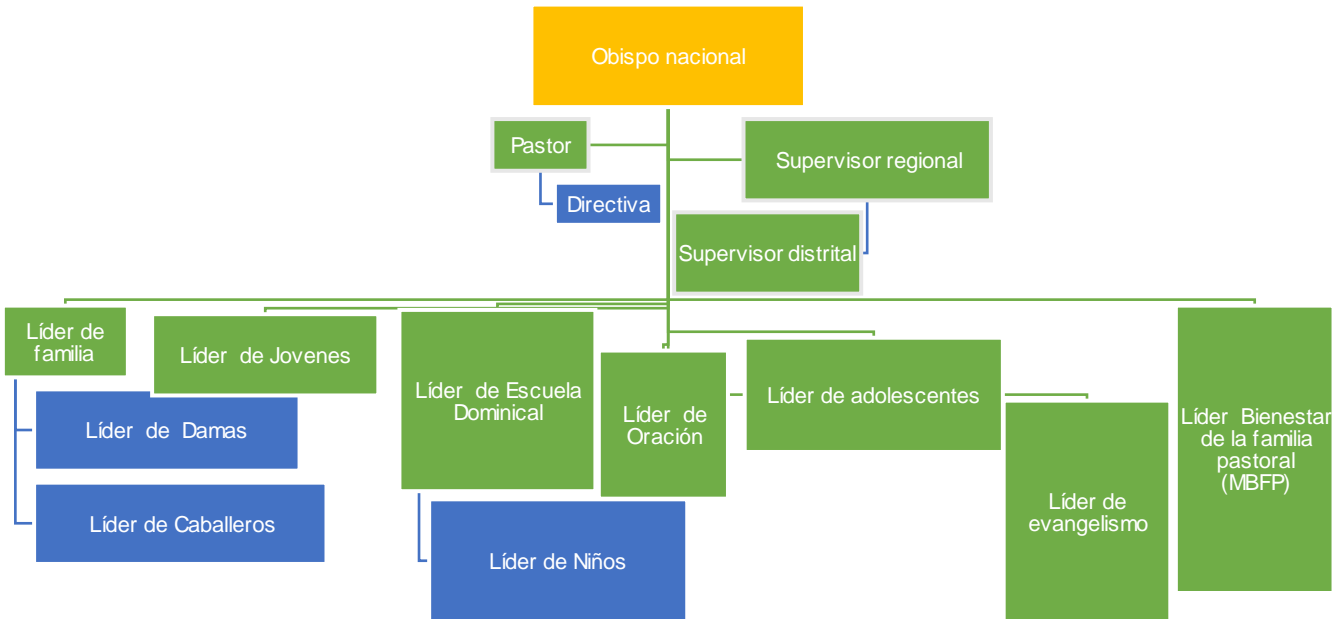 Obispo nacional
Pastor
Supervisor regional
Directiva
Supervisor distrital
Líder de
familia
Líder de Jovenes
Líder de Escuela
Dominical
Líder de
Oración
Líder de adolescentes
Líder Bienestar
de la familia
pastoral
(MBFP)
Líder de Damas
Líder de Caballeros
Líder de Niños
Líder de
evangelismo